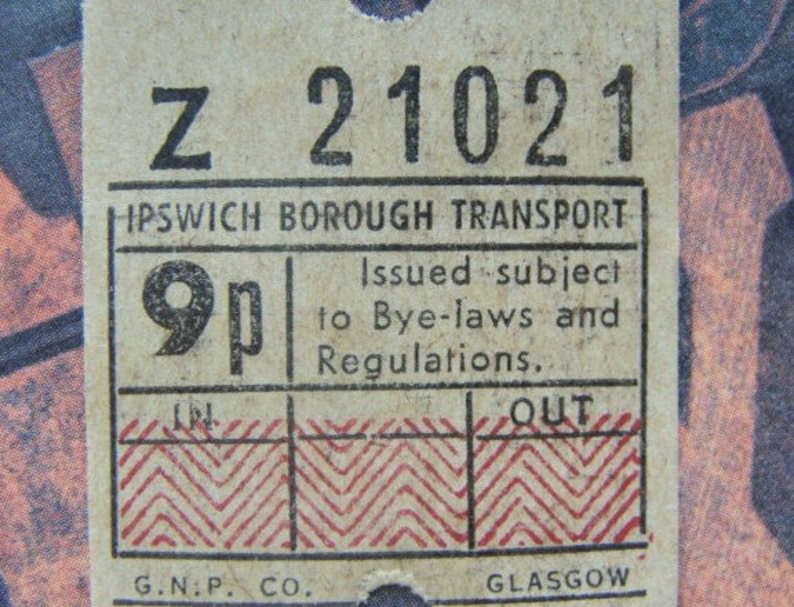 Z 21021
IPSWICH BOROUGH TRANSPORT
9p
Issued subject
to Bye-laws and
Regulations.
IN OUT
G.N.P. CO. GLASGOW